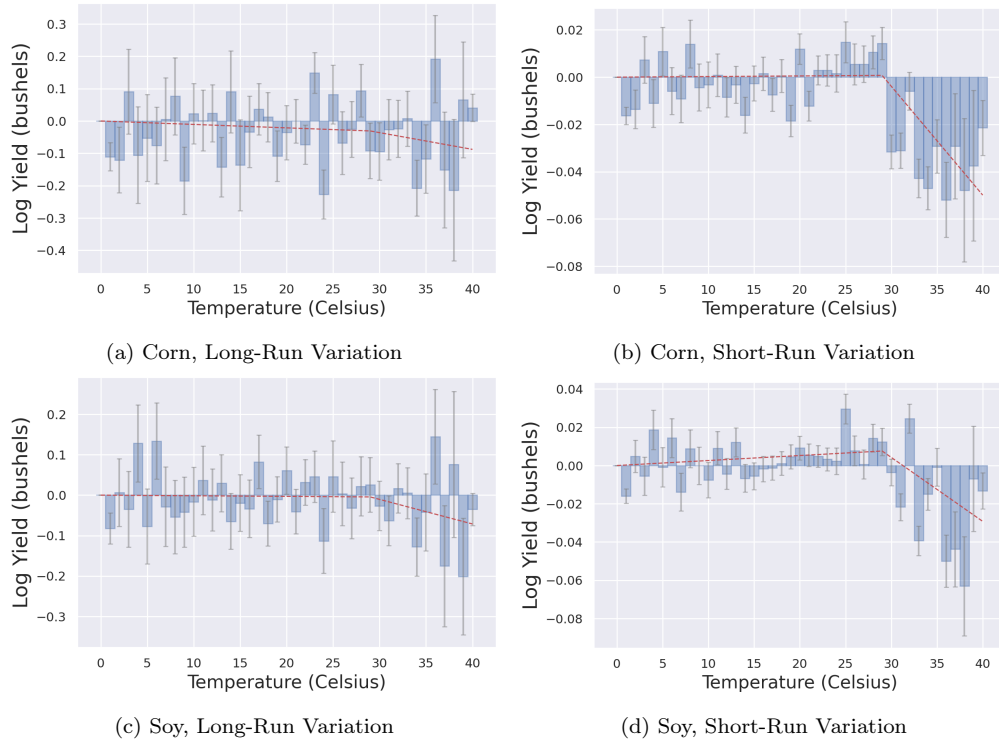 0.3
0.2
0.1
0.0
−0.1
−0.2
−0.3
−0.4
Log Yield (bushels)
0 5 10 15 20 25 30 35 40
Temperature (Celsius)
(a) Corn, Long-Run Variation
0.02
0.00
−0.02
−0.04
−0.06
−0.08
Log Yield (bushels)
0 5 10 15 20 25 30 35 40
Temperature (Celsius)
(b) Corn, Short-Run Variation
0.2
0.1
0.0
−0.1
−0.2
−0.3
Log Yield (bushels)
0 5 10 15 20 25 30 35 40
Temperature (Celsius)
(c) Soy, Long-Run Variation
0.04
0.02
0.00
−0.02
−0.04
−0.06
−0.08
Log Yield (bushels)
0 5 10 15 20 25 30 35 40
Temperature (Celsius)
(d) Soy, Short-Run Variation